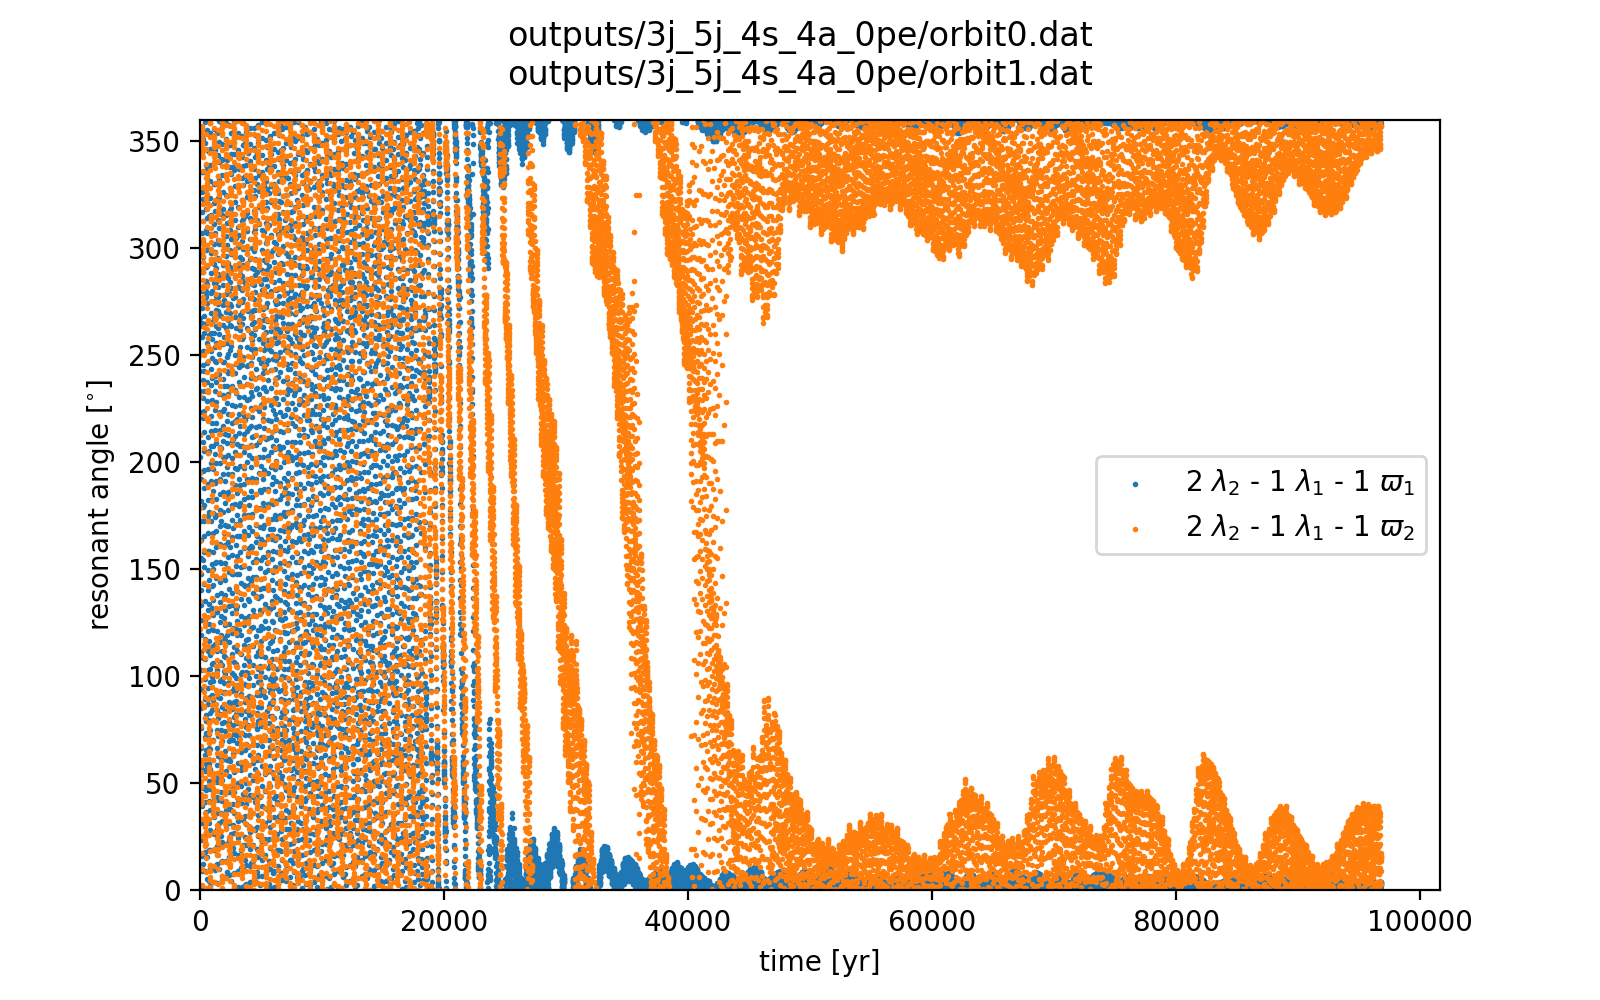 outputs/3j_5j_4s_4a_0pe/orbit0.dat
outputs/3j_5j_4s_4a_0pe/orbit1.dat
350
300
250
200
150
100
50
0
resonant angle [°]
2 λ₂ - 1 λ₁ - 1 ϖ₁
2 λ₂ - 1 λ₁ - 1 ϖ₂
0 20000 40000 60000 80000 100000
time [yr]